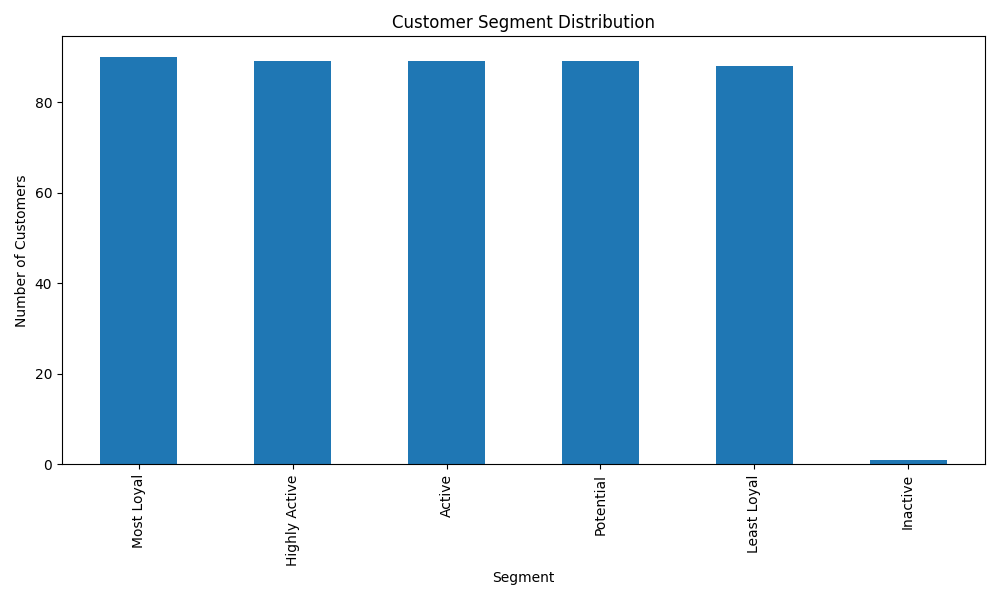 Customer Segment Distribution
Number of Customers
80
60
40
20
0
Most Loyal
Highly Active
Active
Potential
Least Loyal
Inactive
Segment